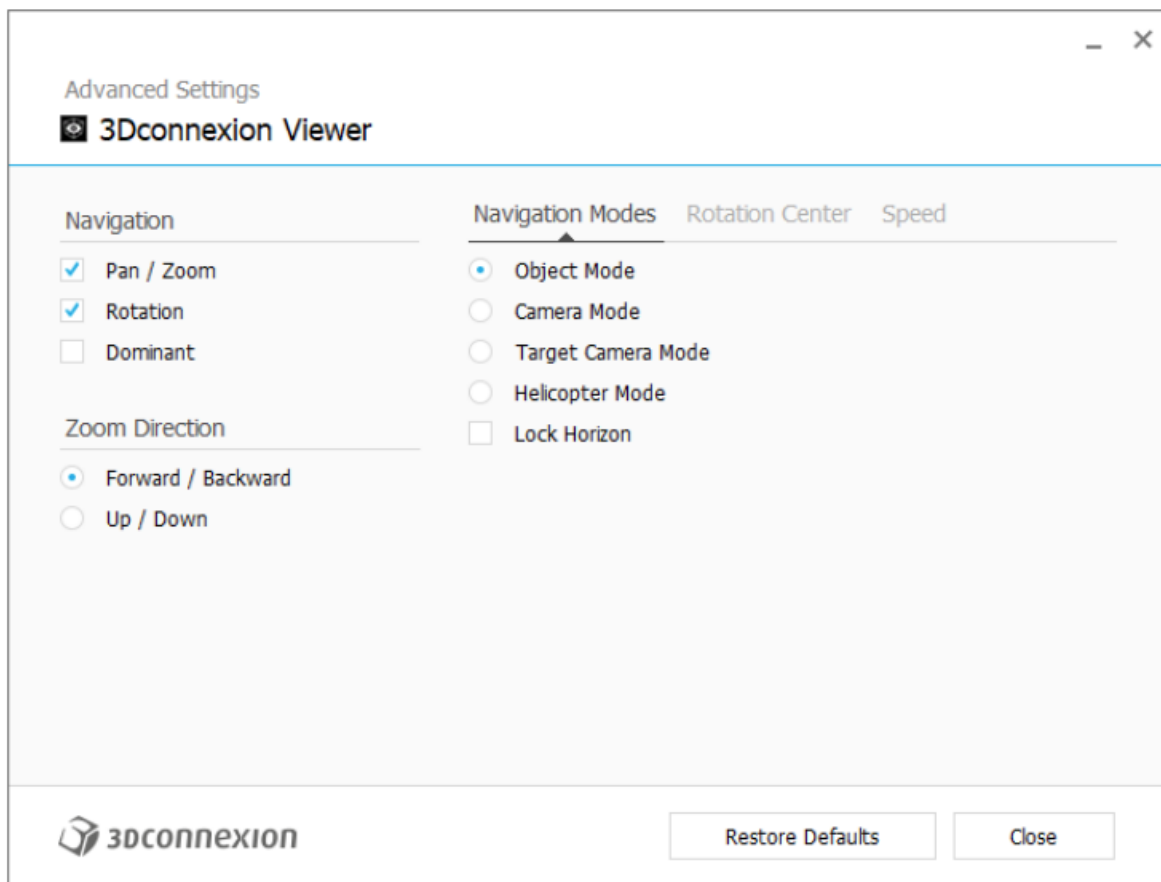 Advanced Settings
3Dconnexion Viewer
Navigation
Pan / Zoom
Rotation
Dominant
Zoom Direction
Forward / Backward
Up / Down
Navigation Modes Rotation Center Speed
Object Mode
Camera Mode
Target Camera Mode
Helicopter Mode
Lock Horizon
3Dconnexion
Restore Defaults Close